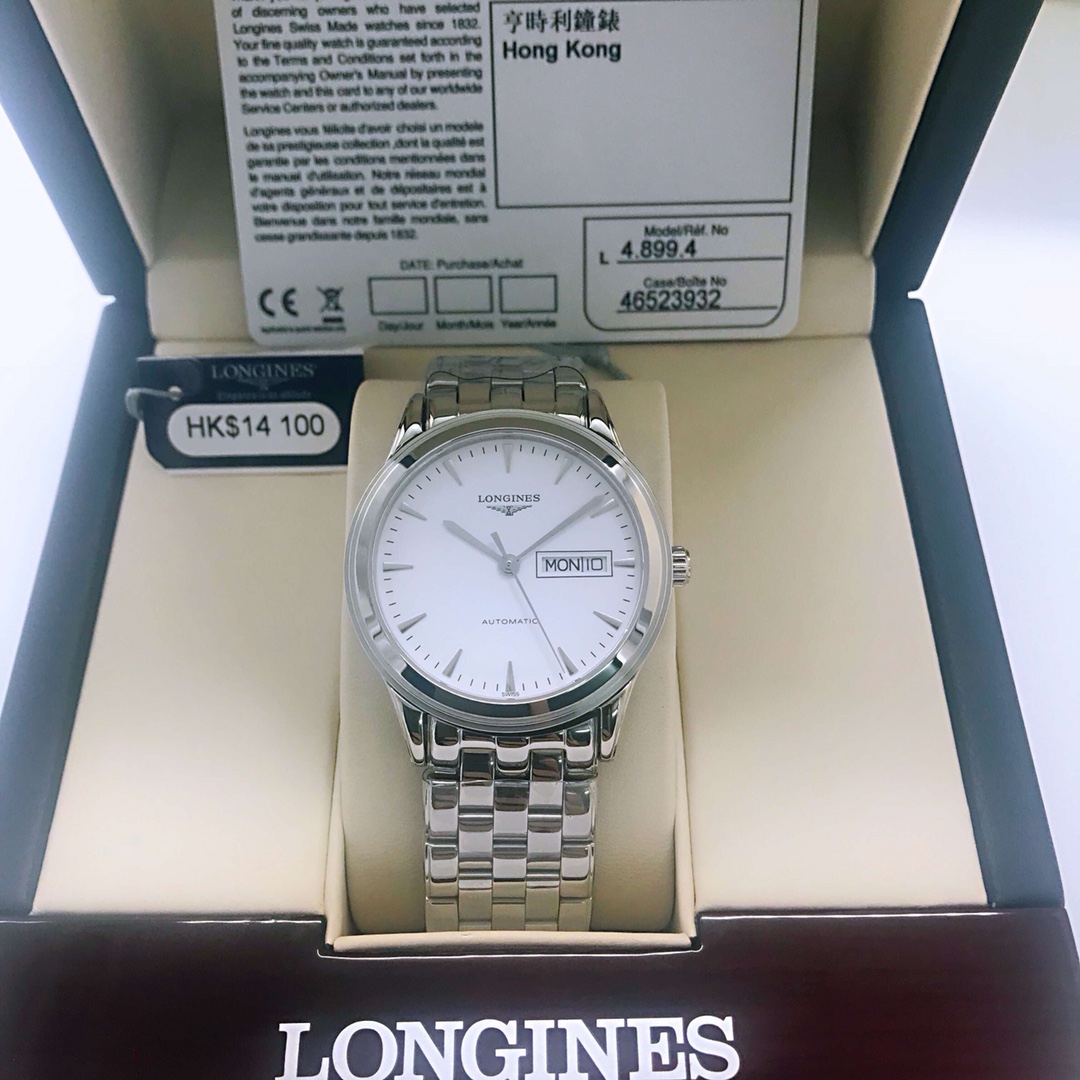 of discerning owners who have selected
Longines Swiss Made watches since 1832.
Your fine quality watch is guaranteed according
to the Terms and Conditions set forth in the
accompanying Owner's Manual by presenting
the watch and this card to any of our worldwide
Service Centers or authorized dealers.
Longines vous félicite d'avoir choisi un modèle
de sa prestigieuse collection ,dont la qualité est
garantie par les conditions mentionnées dans
le manuel d'utilisation. Notre réseau mondial
d'agents généraux et de dépositaires est à
votre disposition pour tout service d'entretien.
Bienvenue dans notre famille mondiale, sans
cesse grandissante depuis 1832.
亨時利鐘錶
Hong Kong
Model/Réf. No
L 4.899.4
Case/Boîte No
46523932
DATE: Purchase/Achat
Day/Jour Month/Mois Year/Année
CE
LONGINES
HK$14 100
LONGINES
MON 10
AUTOMATIC
SWISS
LONGINES